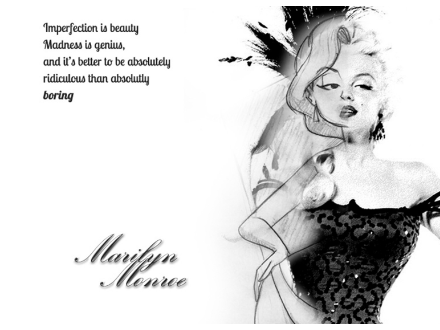 Imperfection is beauty
Madness is genius,
and it's better to be absolutely
ridiculous than absolutly
boring
Marilyn
Monroe